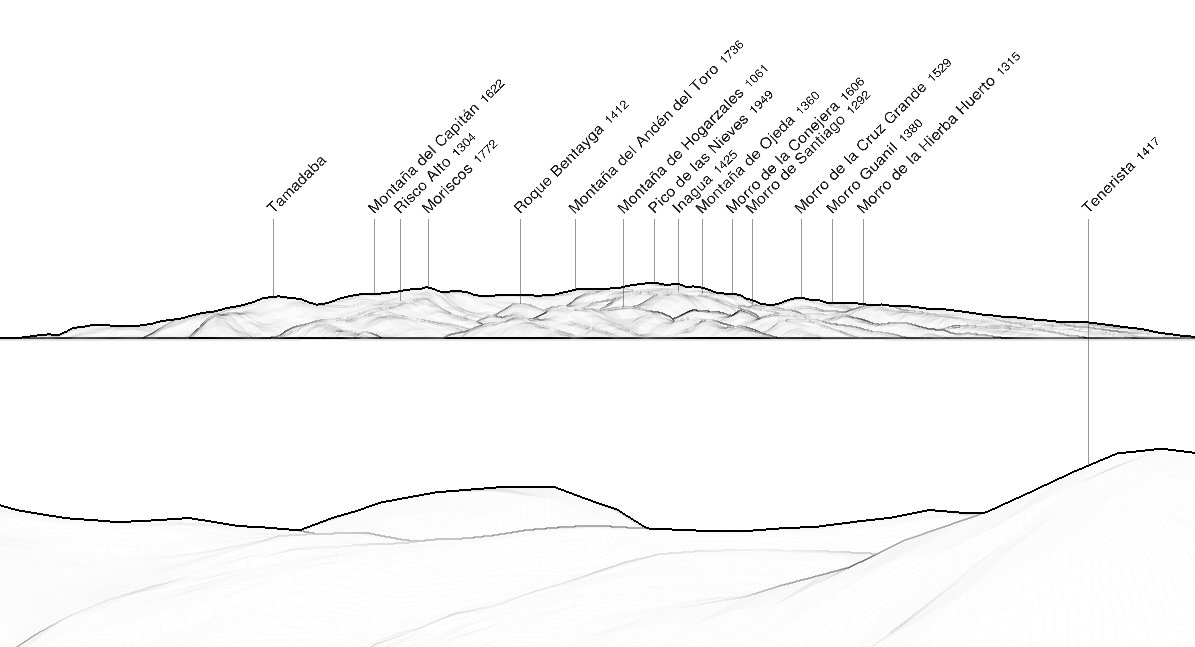 Tamadaba
Montaña del Capitán 1622
Risco Alto 1304
Moriscos 1772
Roque Bentayga 1412
Montaña del Andén del Toro 1736
Montaña de Hogarzales 1061
Pico de las Nieves 1949
Inagua 1425
Montaña de Ojeda 1360
Morro de la Conejera 1606
Morro de Santiago 1292
Morro de la Cruz Grande 1529
Morro Guanil 1380
Morro de la Hierba Huerto 1315
Tenerista 1417